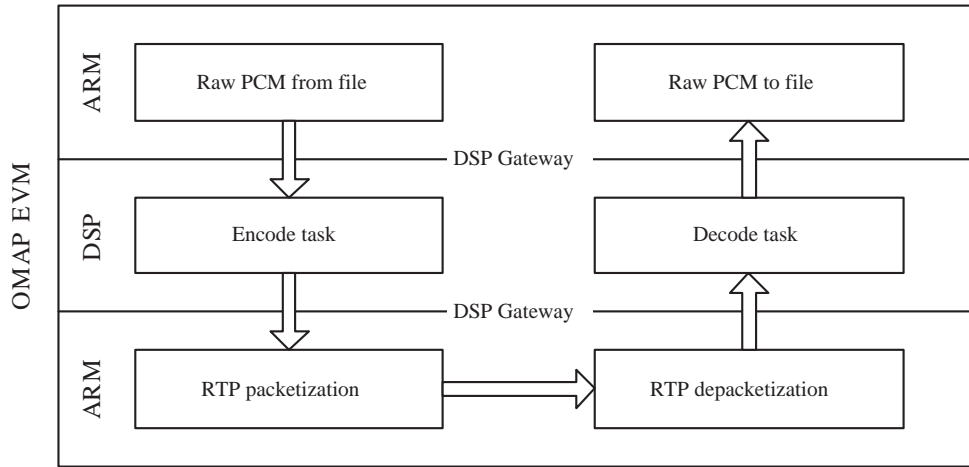 OMAP EVM
ARM
Raw PCM from file
Raw PCM to file
DSP Gateway
DSP
Encode task
Decode task
DSP Gateway
ARM
RTP packetization
RTP depacketization